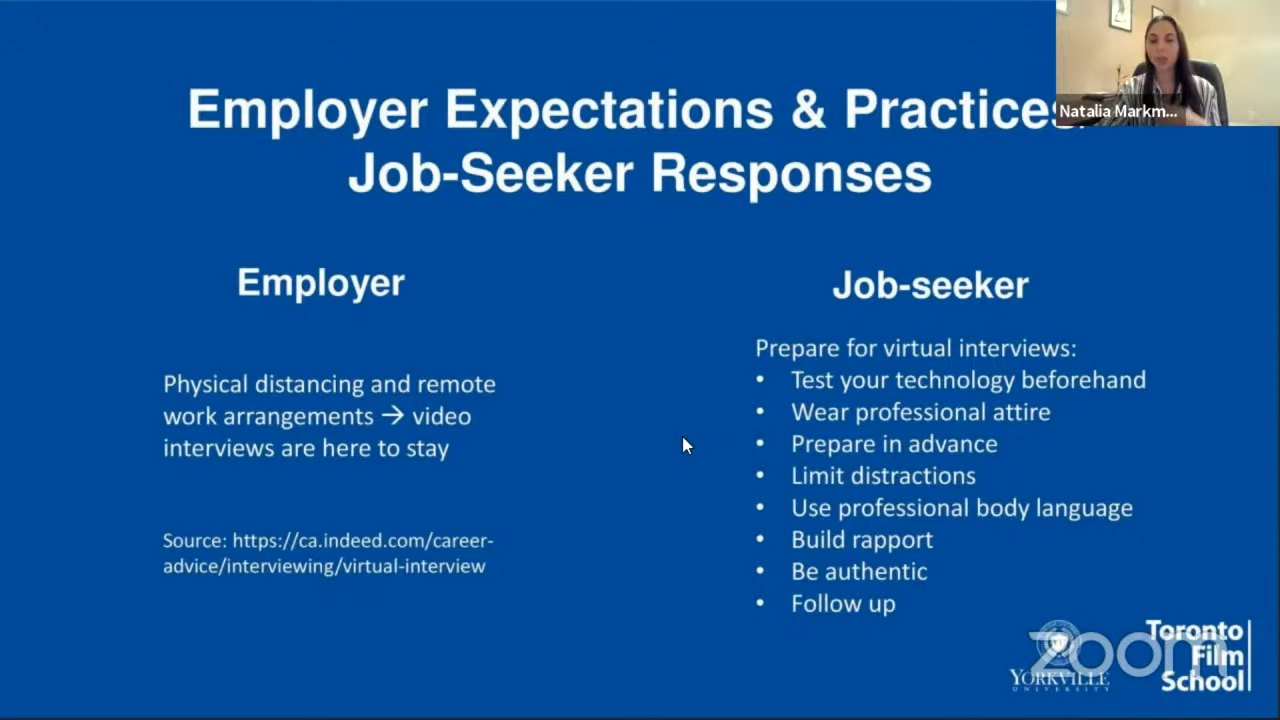 Employer Expectations & Practices
Job-Seeker Responses
Natalia Markm...
Employer
Physical distancing and remote
work arrangements → video
interviews are here to stay
Source: https://ca.indeed.com/career-
advice/interviewing/virtual-interview
Job-seeker
Prepare for virtual interviews:
• Test your technology beforehand
• Wear professional attire
• Prepare in advance
• Limit distractions
• Use professional body language
• Build rapport
• Be authentic
• Follow up
YORKVILLE
UNIVERSITY
zoom
Toronto
Film
School